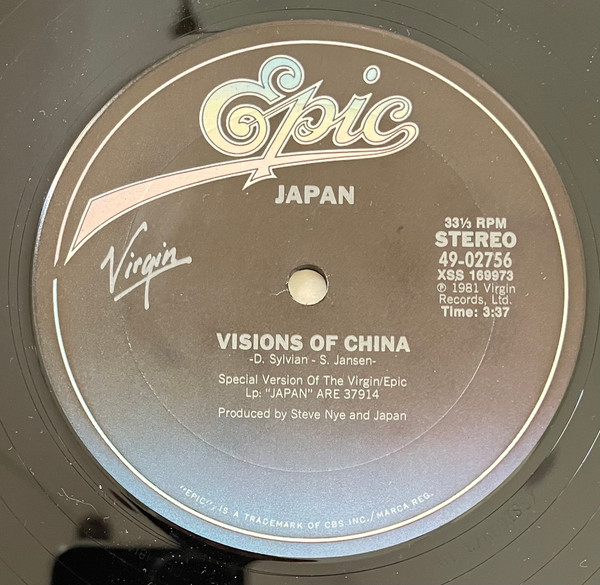 Epic
JAPAN
Virgin
33⅓ RPM
STEREO
49-02756
XSS 169973
℗ 1981 Virgin
Records, Ltd.
Time: 3:37
VISIONS OF CHINA
-D. Sylvian - S. Jansen-
Special Version Of The Virgin/Epic
Lp: "JAPAN" ARE 37914
Produced by Steve Nye and Japan
"EPIC", IS A TRADEMARK OF CBS INC./MARCA REG.